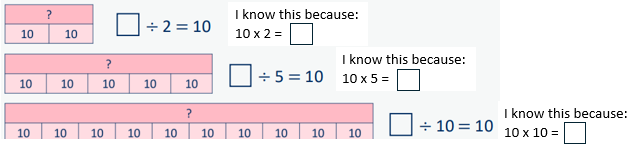 ?
10 10
☐ ÷ 2 = 10
I know this because:
10 x 2 = ☐
?
10 10 10 10 10
☐ ÷ 5 = 10
I know this because:
10 x 5 = ☐
?
10 10 10 10 10 10 10 10 10 10
☐ ÷ 10 = 10
I know this because:
10 x 10 = ☐